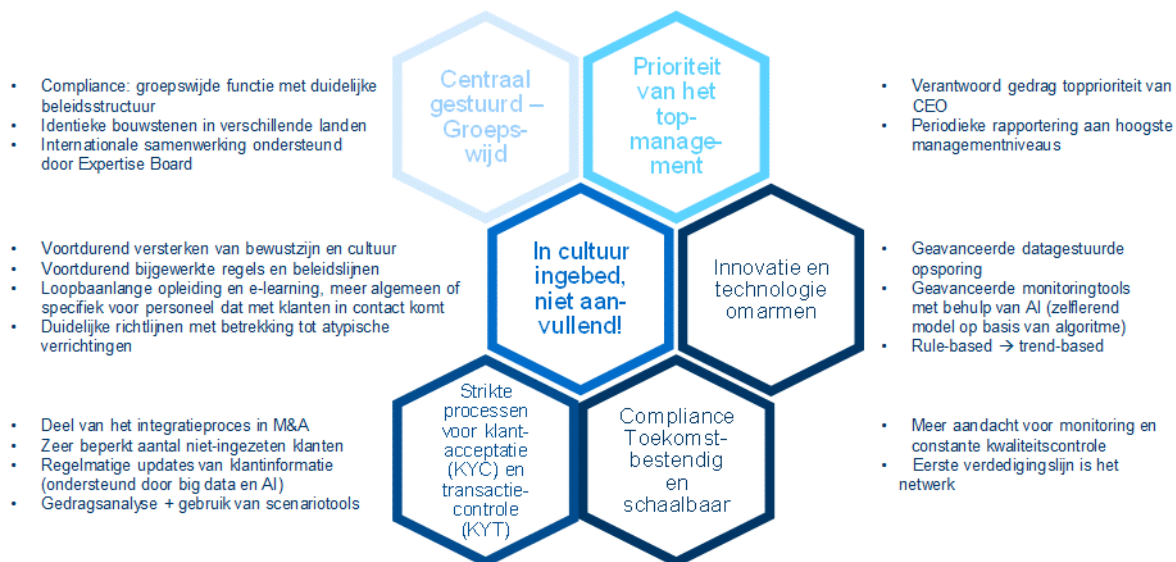 • Compliance: groepswijde functie met duidelijke
beleidsstructuur
• Identieke bouwstenen in verschillende landen
• Internationale samenwerking ondersteund
door Expertise Board
Centraal
gestuurd –
Groeps-
wijd
Prioriteit
van het
top-
manage-
ment
• Verantwoord gedrag topprioriteit van
CEO
• Periodieke rapportering aan hoogste
managementniveaus
• Voortdurend versterken van bewustzijn en cultuur
• Voortdurend bijgewerkte regels en beleidslijnen
• Loopbaanlange opleiding en e-learning, meer algemeen of
specifiek voor personeel dat met klanten in contact komt
• Duidelijke richtlijnen met betrekking tot atypische
verrichtingen
In cultuur
ingebed,
niet aan-
vullend!
Innovatie en
technologie
omarmen
• Geavanceerde datagestuurde
opsporing
• Geavanceerde monitoringtools
met behulp van AI (zelflerend
model op basis van algoritme)
• Rule-based → trend-based
• Deel van het integratieproces in M&A
• Zeer beperkt aantal niet-ingezeten klanten
• Regelmatige updates van klantinformatie
(ondersteund door big data en AI)
• Gedragsanalyse + gebruik van scenariotools
Strikte
processen
voor klant-
acceptatie
(KYC) en
transactie-
controle
(KYT)
Compliance
Toekomst-
bestendig
en
schaalbaar
• Meer aandacht voor monitoring en
constante kwaliteitscontrole
• Eerste verdedigingslijn is het
netwerk